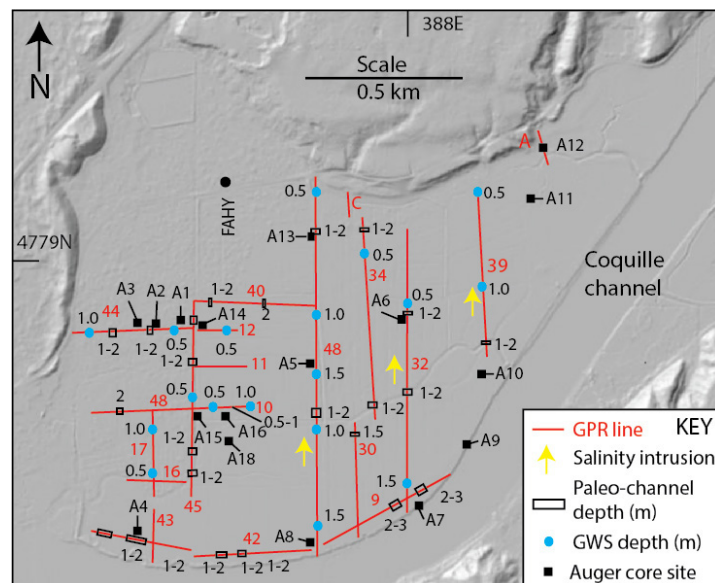 388E
N
Scale
0.5 km
A
A12
0.5
0.5
A11
FAHY
C
1-2
1-2
A13
4779N
0.5
34
Coquille
channel
39
1.0
1-2
40
A3
A2
A1
A14
2
1.0
A6
0.5
1-2
44
1.0
12
1-2
1-2
0.5
0.5
48
32
1-2
11
A5
1-2
1.5
A10
48
0.5
0.5
1.0
2
10
1-2
1-2
1-2
0.5-1
1.0
1-2
A15
A16
1.0
1.5
17
A18
30
A9
0.5
16
1-2
45
1.5
9
2-3
A4
43
1.5
2-3
A7
42
A8
1-2
1-2
1-2
1-2
1-2
KEY
GPR line
Salinity intrusion
Paleo-channel
depth (m)
GWS depth (m)
Auger core site